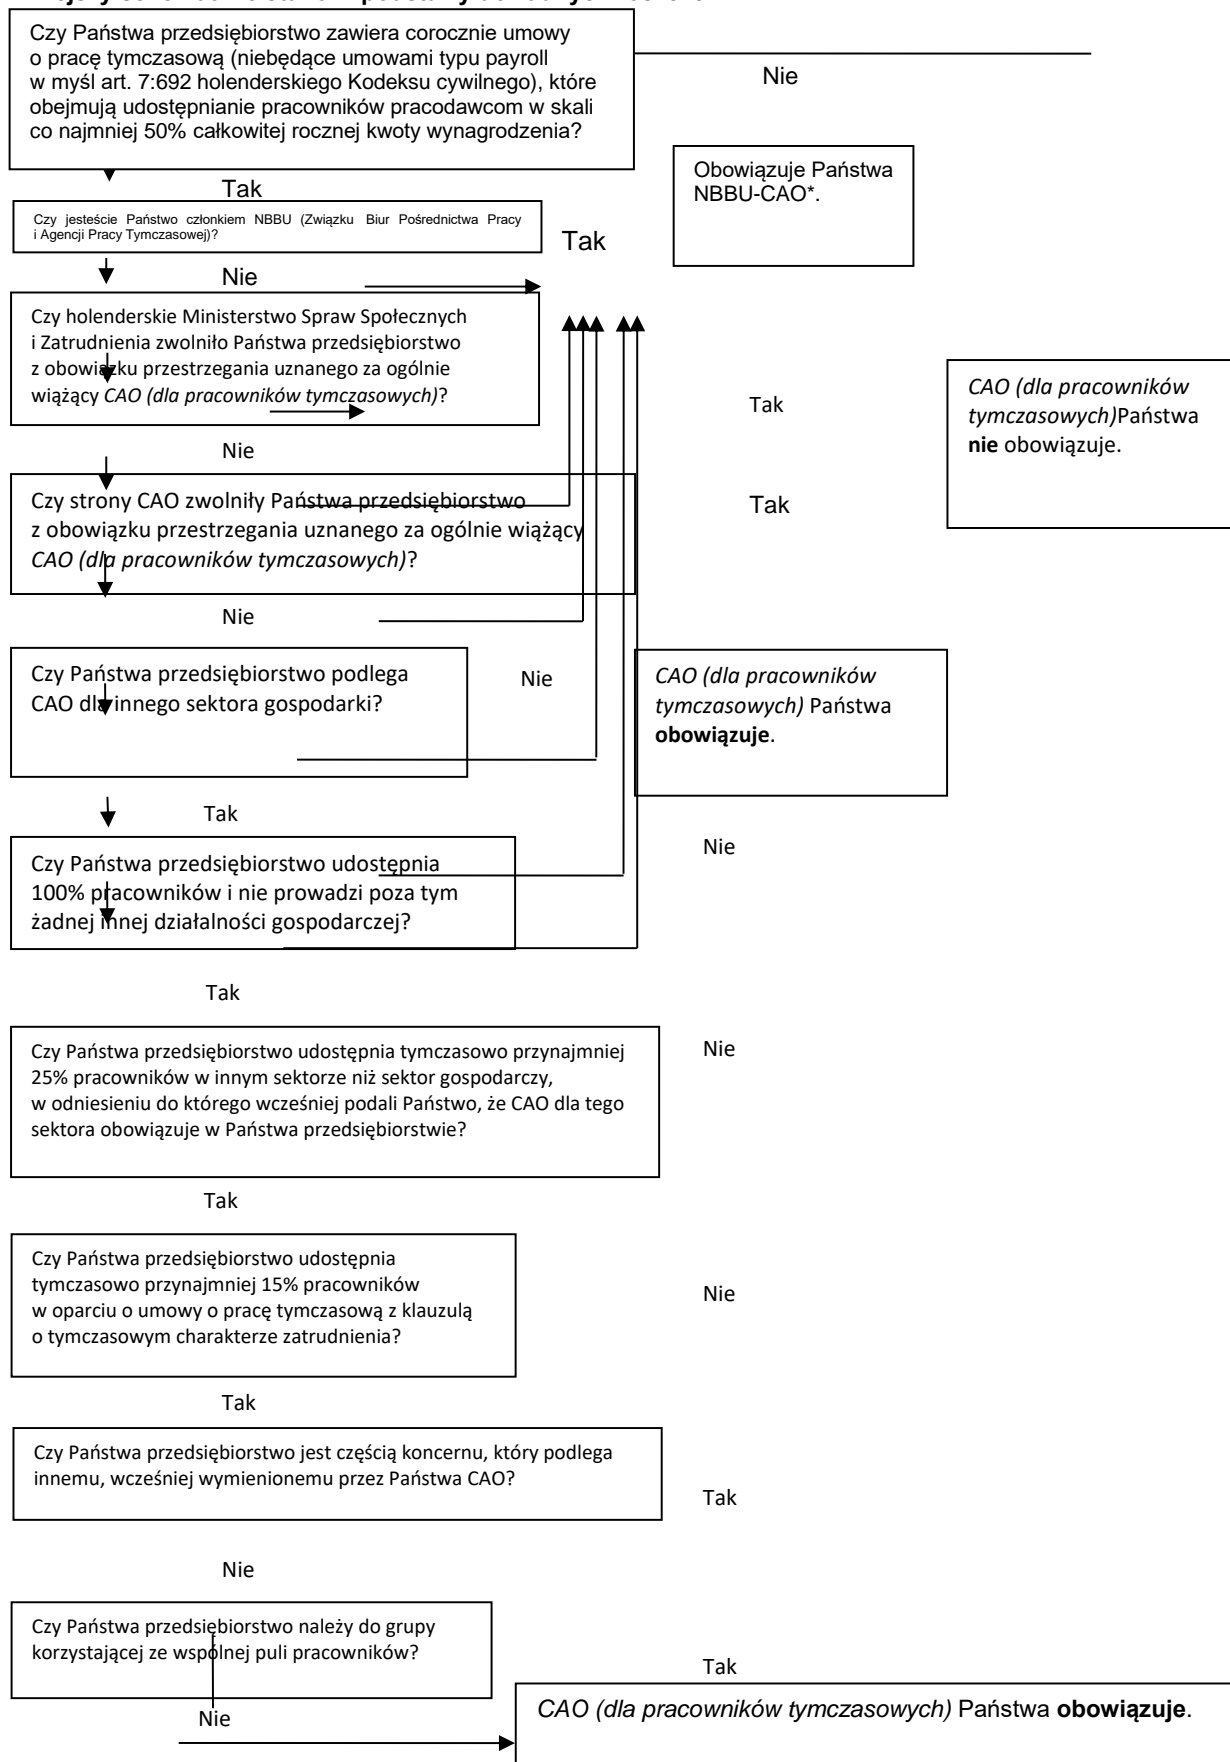 Czy Państwa przedsiębiorstwo zawiera corocznie umowy
o pracę tymczasową (niebędące umowami typu payroll
w myśl art. 7:692 holenderskiego Kodeksu cywilnego), które
obejmują udostępnianie pracowników pracodawcom w skali
co najmniej 50% całkowitej rocznej kwoty wynagrodzenia?
Nie
Obowiązuje Państwa
NBBU-CAO*.
Tak
Czy jesteście Państwo członkiem NBBU (Związku Biur Pośrednictwa Pracy
i Agencji Pracy Tymczasowej)?
Tak
Nie
Czy holenderskie Ministerstwo Spraw Społecznych
i Zatrudnienia zwolniło Państwa przedsiębiorstwo
z obowiązku przestrzegania uznanego za ogólnie
wiążący CAO (dla pracowników tymczasowych)?
Tak
CAO (dla pracowników
tymczasowych)Państwa
nie obowiązuje.
Nie
Czy strony CAO zwolniły Państwa przedsiębiorstwo
z obowiązku przestrzegania uznanego za ogólnie wiążący
CAO (dla pracowników tymczasowych)?
Tak
Nie
Czy Państwa przedsiębiorstwo podlega
CAO dla innego sektora gospodarki?
Nie
CAO (dla pracowników
tymczasowych) Państwa
obowiązuje.
Tak
Czy Państwa przedsiębiorstwo udostępnia
100% pracowników i nie prowadzi poza tym
żadnej innej działalności gospodarczej?
Nie
Tak
Czy Państwa przedsiębiorstwo udostępnia tymczasowo przynajmniej
25% pracowników w innym sektorze niż sektor gospodarczy,
w odniesieniu do którego wcześniej podali Państwo, że CAO dla tego
sektora obowiązuje w Państwa przedsiębiorstwie?
Nie
Tak
Czy Państwa przedsiębiorstwo udostępnia
tymczasowo przynajmniej 15% pracowników
w oparciu o umowy o pracę tymczasową z klauzulą
o tymczasowym charakterze zatrudnienia?
Nie
Tak
Czy Państwa przedsiębiorstwo jest częścią koncernu, który podlega
innemu, wcześniej wymienionemu przez Państwa CAO?
Tak
Nie
Czy Państwa przedsiębiorstwo należy do grupy
korzystającej ze wspólnej puli pracowników?
Tak
Nie
CAO (dla pracowników tymczasowych) Państwa obowiązuje.